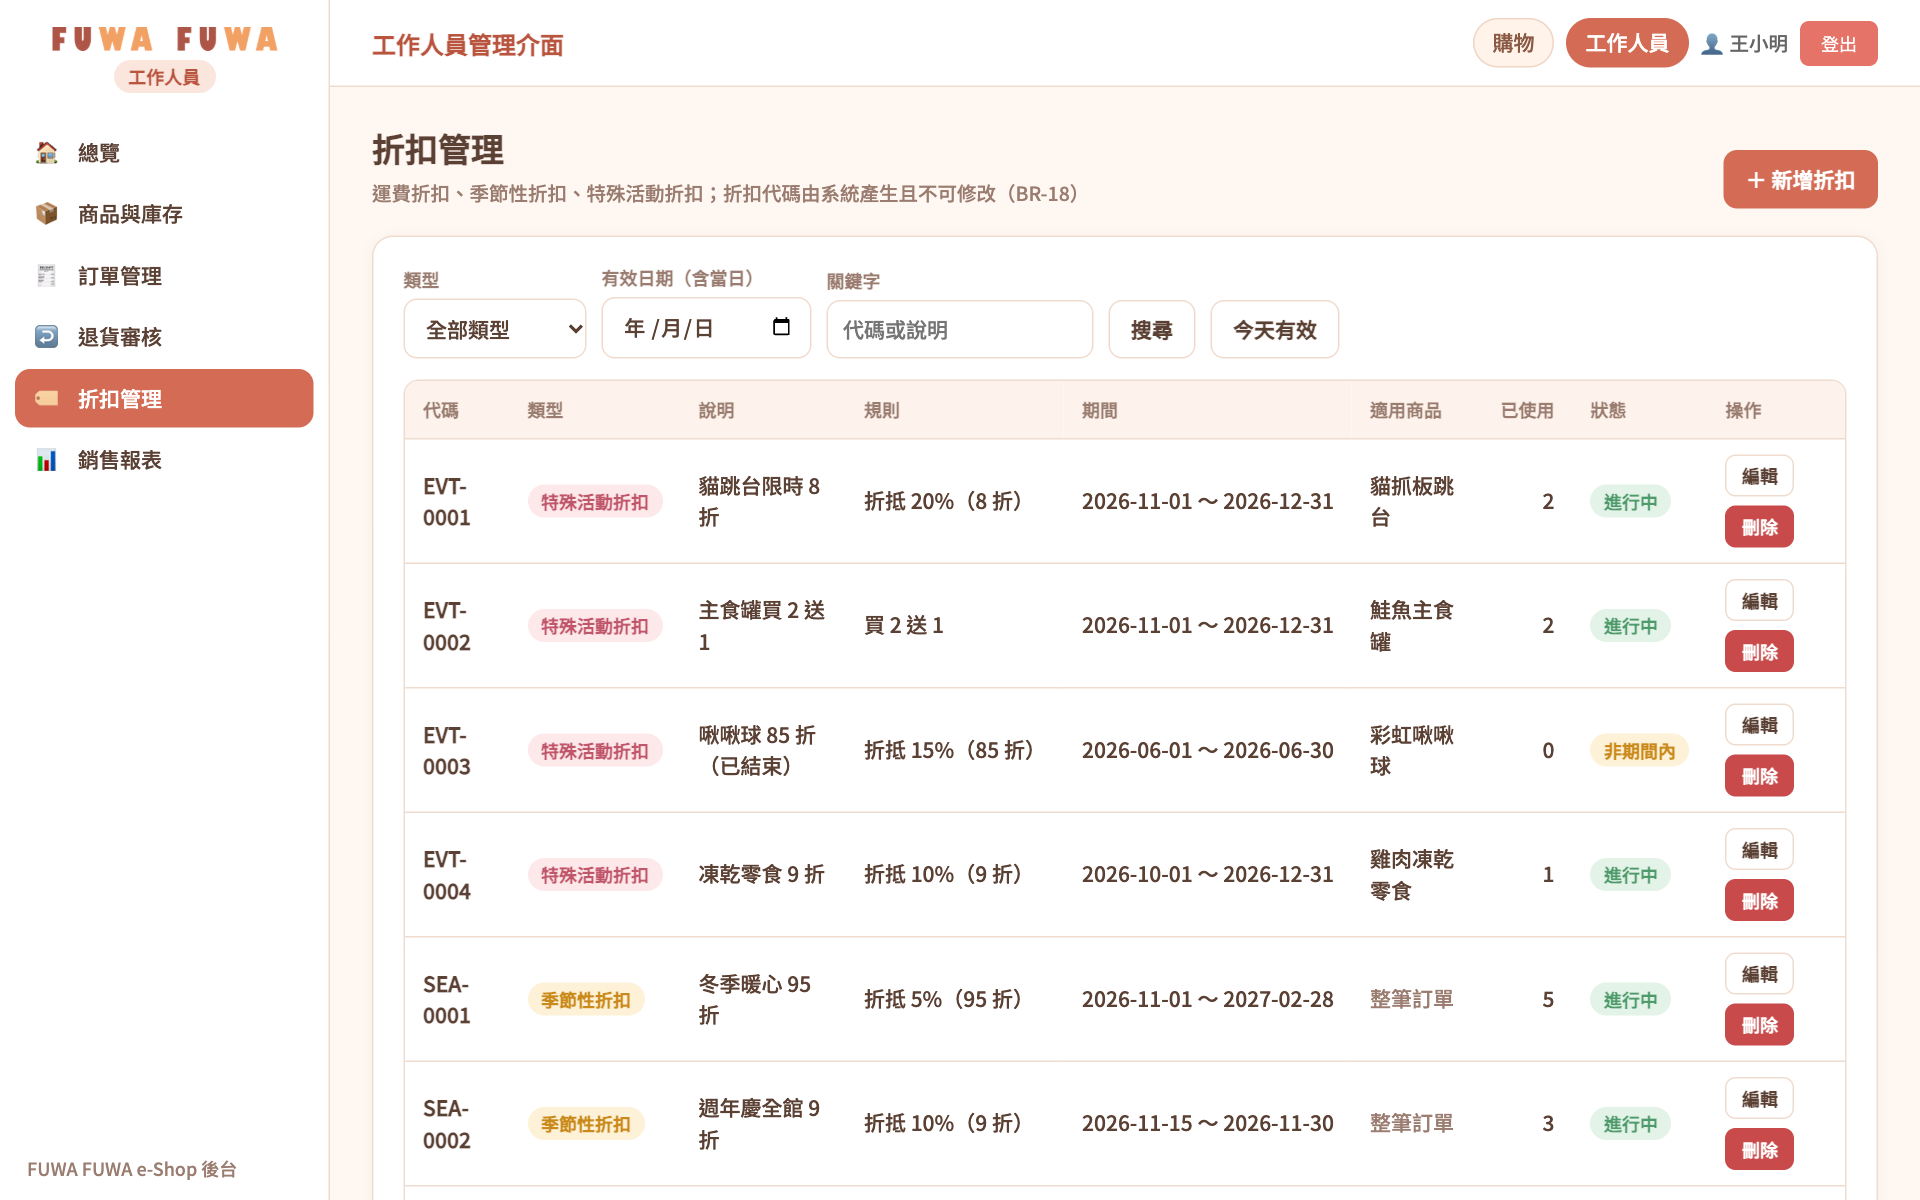 FUWA FUWA
工作人員
總覽
商品與庫存
訂單管理
退貨審核
折扣管理
銷售報表
FUWA FUWA e-Shop 後台
工作人員管理介面
購物
工作人員
王小明
登出
折扣管理
運費折扣、季節性折扣、特殊活動折扣；折扣代碼由系統產生且不可修改（BR-18）
＋新增折扣
類型
有效日期（含當日）
關鍵字
全部類型
年 /月/日
代碼或說明
搜尋
今天有效
代碼 類型 說明 規則 期間 適用商品 已使用 狀態 操作
EVT-
0001
特殊活動折扣
貓跳台限時 8
折
折抵 20%（8 折）
2026-11-01 ～ 2026-12-31
貓抓板跳
台
2
進行中
編輯
刪除
EVT-
0002
特殊活動折扣
主食罐買 2 送
1
買 2 送 1
2026-11-01 ～ 2026-12-31
鮭魚主食
罐
2
進行中
編輯
刪除
EVT-
0003
特殊活動折扣
啾啾球 85 折
（已結束）
折抵 15%（85 折）
2026-06-01 ～ 2026-06-30
彩虹啾啾
球
0
非期間內
編輯
刪除
EVT-
0004
特殊活動折扣
凍乾零食 9 折
折抵 10%（9 折）
2026-10-01 ～ 2026-12-31
雞肉凍乾
零食
1
進行中
編輯
刪除
SEA-
0001
季節性折扣
冬季暖心 95
折
折抵 5%（95 折）
2026-11-01 ～ 2027-02-28
整筆訂單
5
進行中
編輯
刪除
SEA-
0002
季節性折扣
週年慶全館 9
折
折抵 10%（9 折）
2026-11-15 ～ 2026-11-30
整筆訂單
3
進行中
編輯
刪除